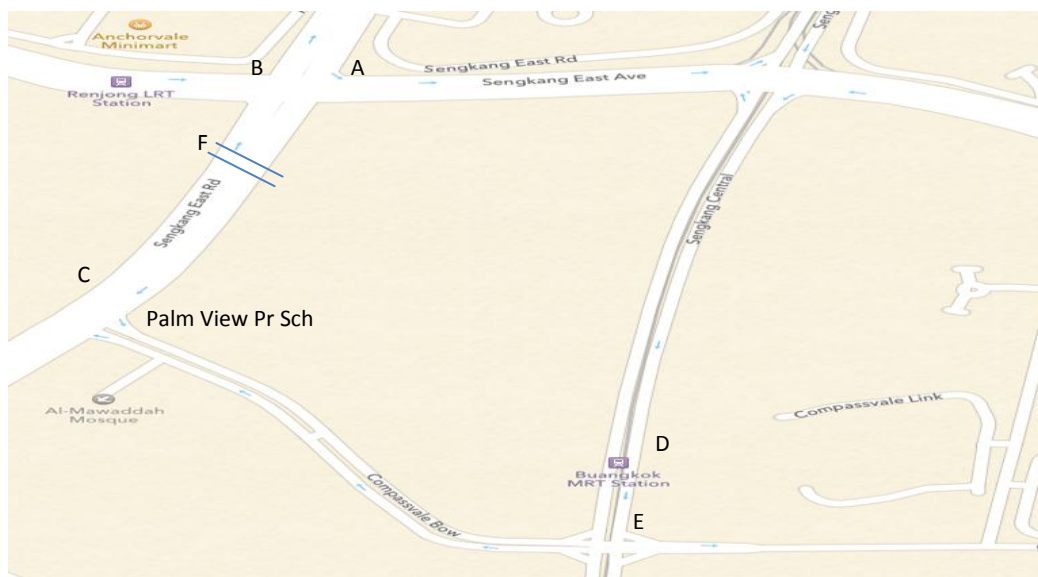 Anchorvale
Minimart
Seng
B
A
Sengkang East Rd
Sengkang East Ave
Renjong LRT
Station
F
Sengkang East Rd
Sengkang Central
C
Palm View Pr Sch
Al-Mawaddah
Mosque
Compassvale Link
D
Buangkok
MRT Station
Compassvale Bow
E